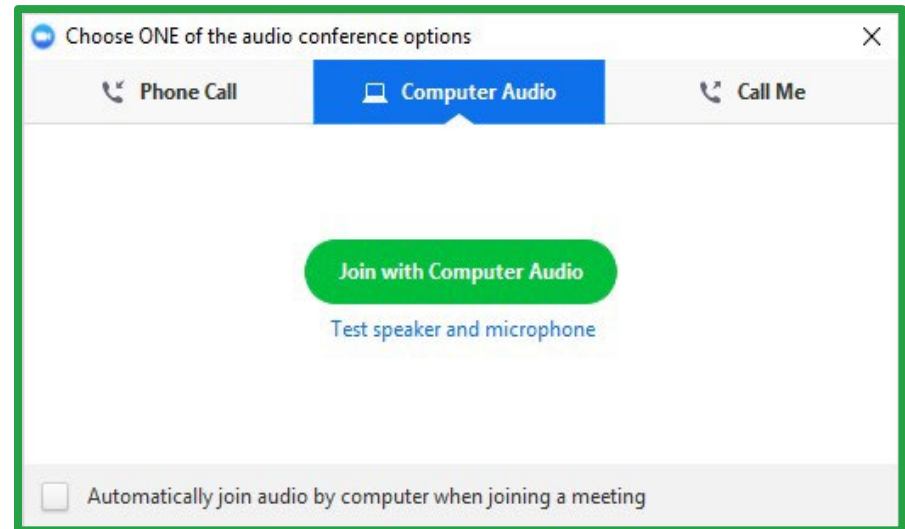 Choose ONE of the audio conference options
Phone Call
Computer Audio
Call Me
Join with Computer Audio
Test speaker and microphone
Automatically join audio by computer when joining a meeting